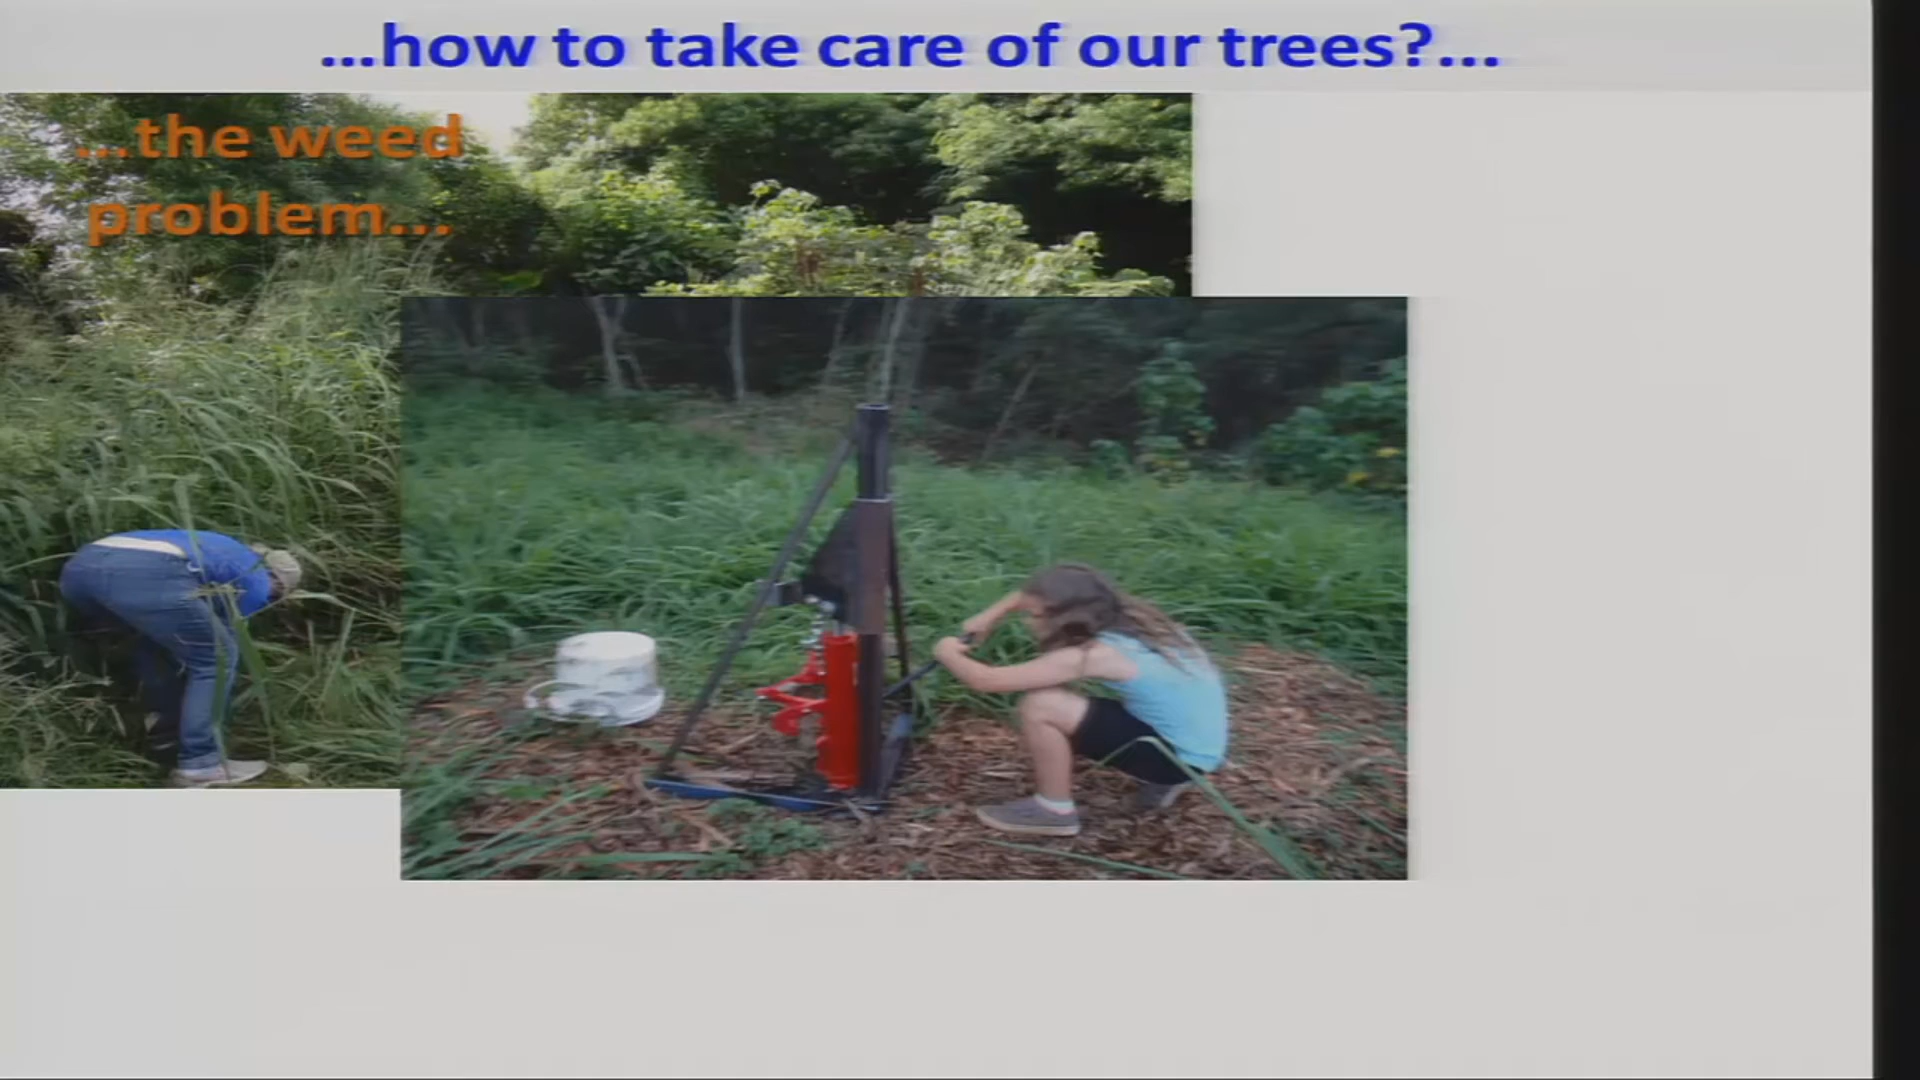 ...how to take care of our trees?...
...the weed
problem...